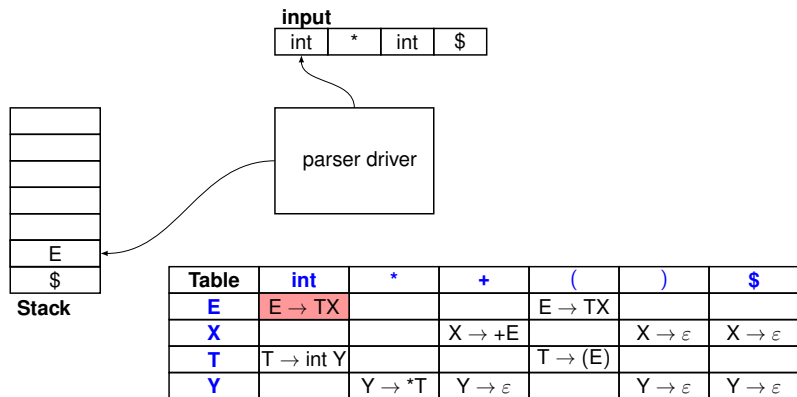 input
int * int $
parser driver
E
$
Stack
Table int * + ( ) $
E E → TX E → TX
X X → +E X → ε X → ε
T T → int Y T → (E)
Y Y → *T Y → ε Y → ε Y → ε